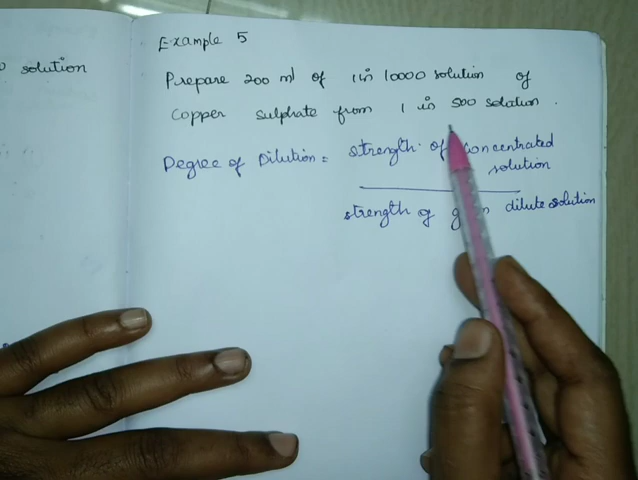 solution
Example 5
Prepare 200 ml of 1 in 10000 solution of
Copper sulphate from 1 in 500 solution.
Degree of Dilution = strength of concentrated
solution
strength of dilute solution